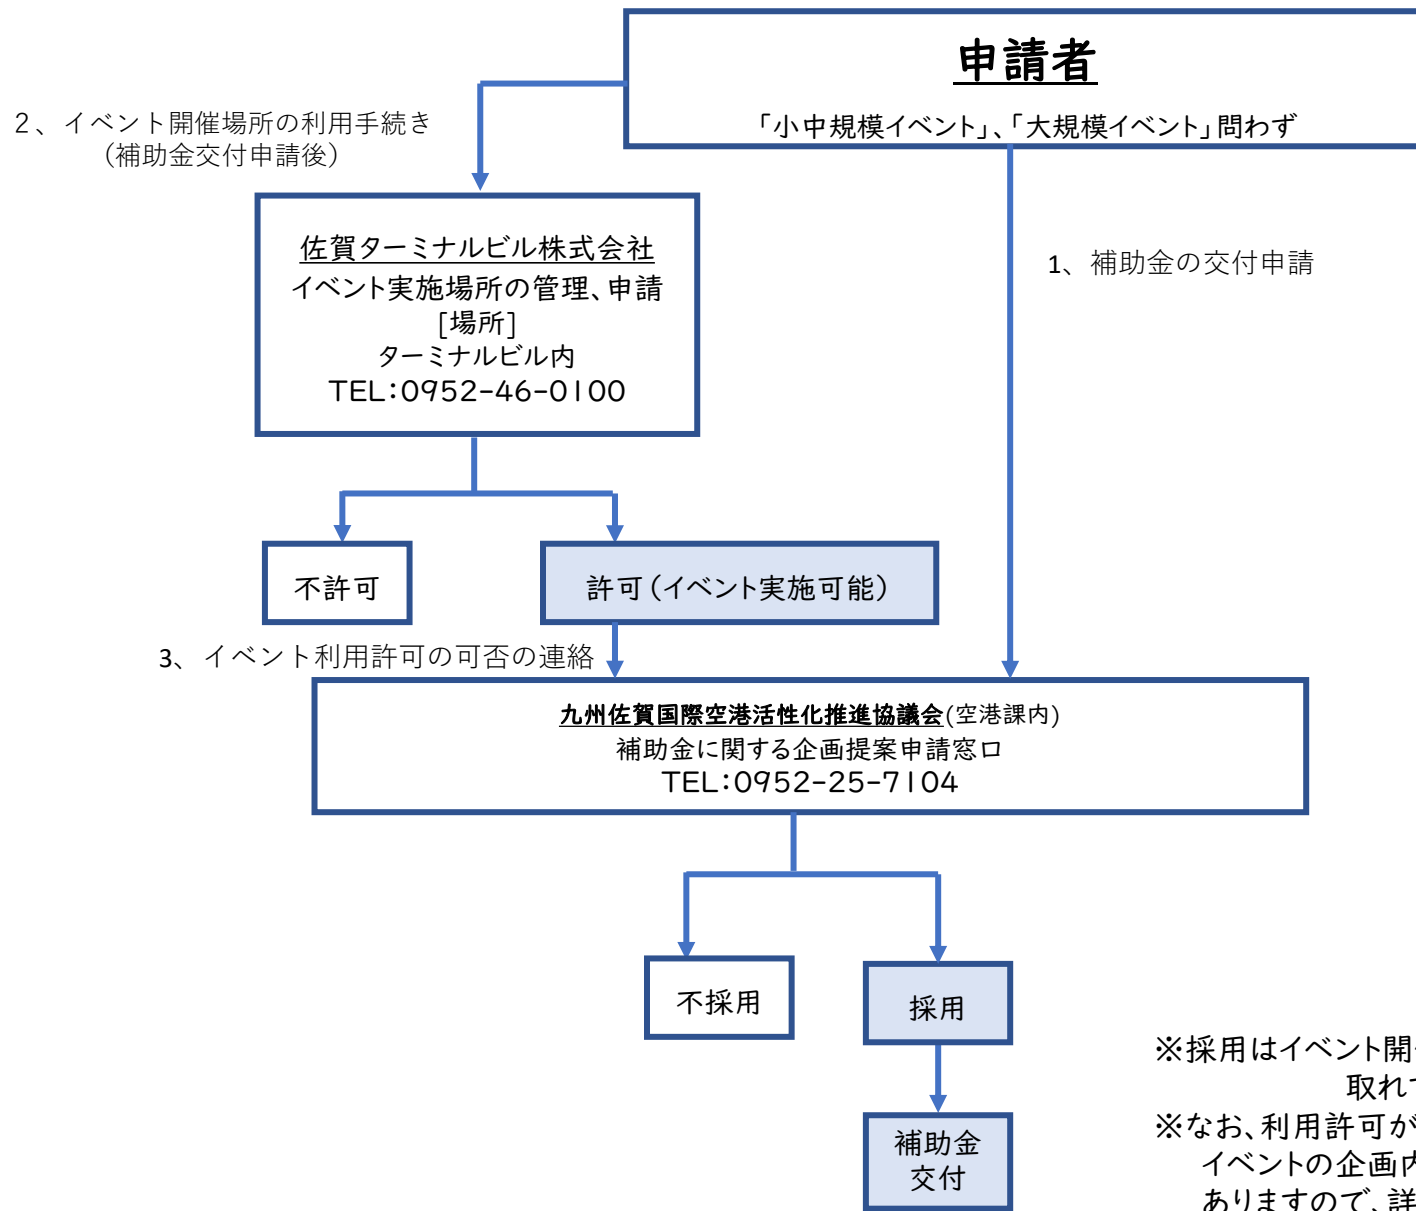 申請者
「小中規模イベント」、「大規模イベント」問わず
２、イベント開催場所の利用手続き
（補助金交付申請後）
佐賀ターミナルビル株式会社
イベント実施場所の管理、申請
[場所]
ターミナルビル内
TEL：0952-46-0100
1、補助金の交付申請
不許可
許可（イベント実施可能）
3、イベント利用許可の可否の連絡
九州佐賀国際空港活性化推進協議会(空港課内)
補助金に関する企画提案申請窓口
TEL：0952-25-7104
不採用
採用
補助金
交付
※採用はイベント開
取れ
※なお、利用許可が
イベントの企画
ありますので、詳